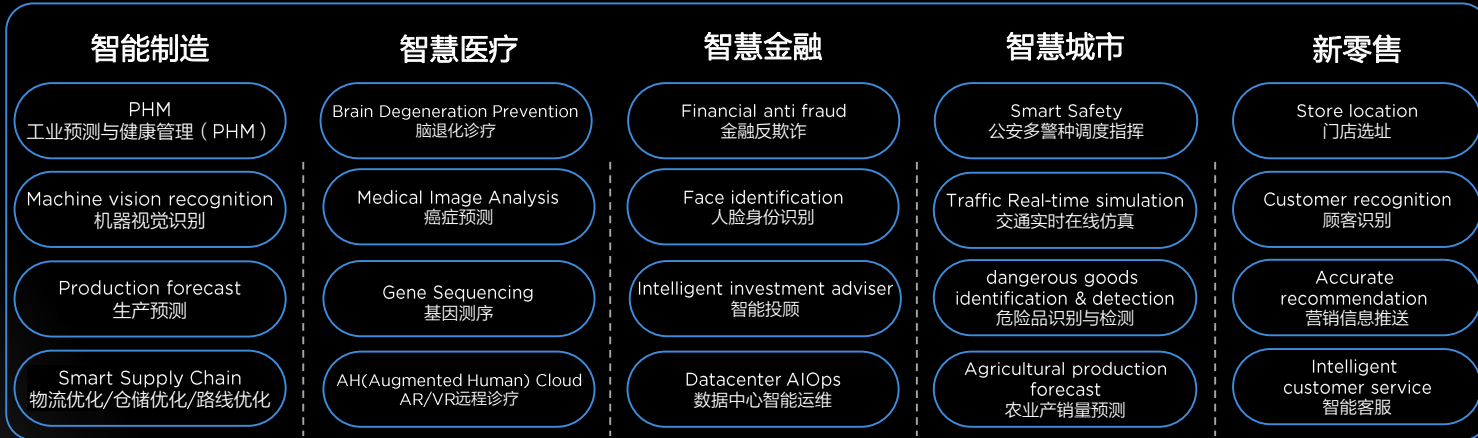 智能制造
PHM
工业预测与健康管理（PHM）
Machine vision recognition
机器视觉识别
Production forecast
生产预测
Smart Supply Chain
物流优化/仓储优化/路线优化
智慧医疗
Brain Degeneration Prevention
脑退化诊疗
Medical Image Analysis
癌症预测
Gene Sequencing
基因测序
AH(Augmented Human) Cloud
AR/VR远程诊疗
智慧金融
Financial anti fraud
金融反欺诈
Face identification
人脸身份识别
Intelligent investment adviser
智能投顾
Datacenter AIOps
数据中心智能运维
智慧城市
Smart Safety
公安多警种调度指挥
Traffic Real-time simulation
交通实时在线仿真
dangerous goods
identification & detection
危险品识别与检测
Agricultural production
forecast
农业产销量预测
新零售
Store location
门店选址
Customer recognition
顾客识别
Accurate
recommendation
营销信息推送
Intelligent
customer service
智能客服